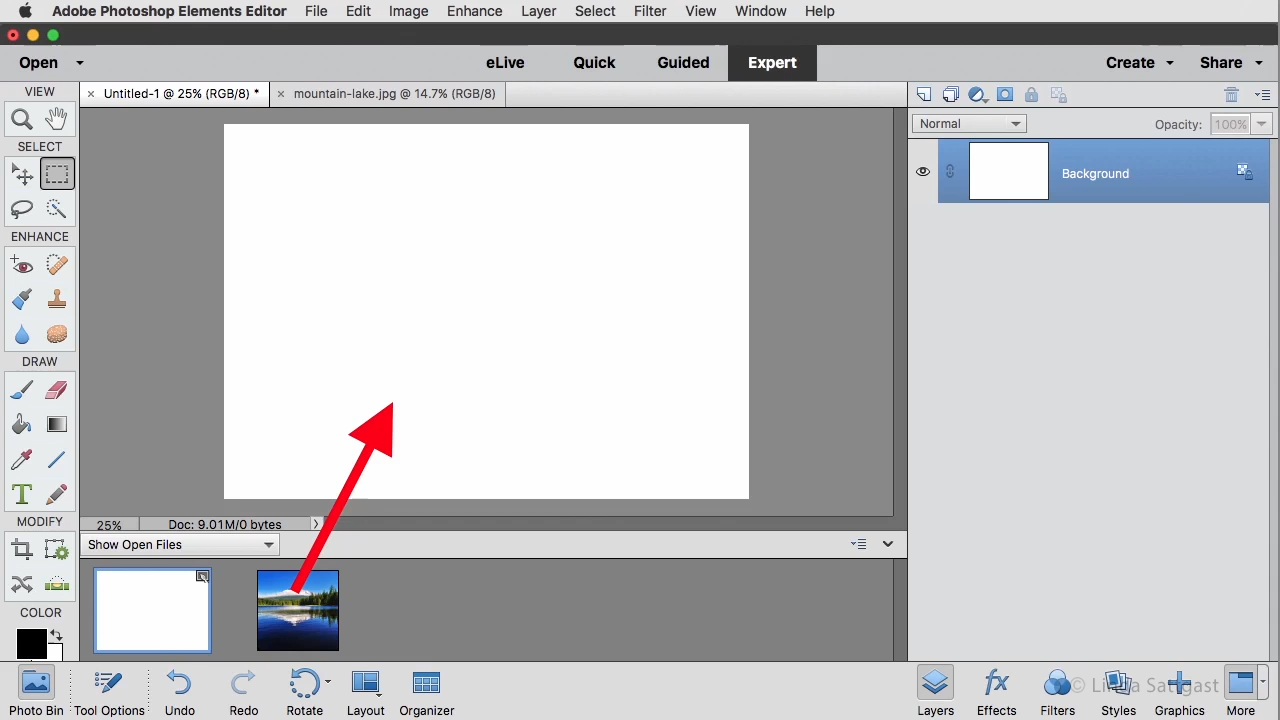 Adobe Photoshop Elements Editor File Edit Image Enhance Layer Select Filter View Window Help
Open eLive Quick Guided Expert Create Share
VIEW × Untitled-1 @ 25% (RGB/8) * × mountain-lake.jpg @ 14.7% (RGB/8)
Normal Opacity: 100%
SELECT
Background
ENHANCE
DRAW
T
MODIFY
25% Doc: 9.01M/0 bytes
Show Open Files
COLOR
Photo Bin Tool Options Undo Redo Rotate Layout Organizer Layers Effects Filters Styles Graphics More
fx